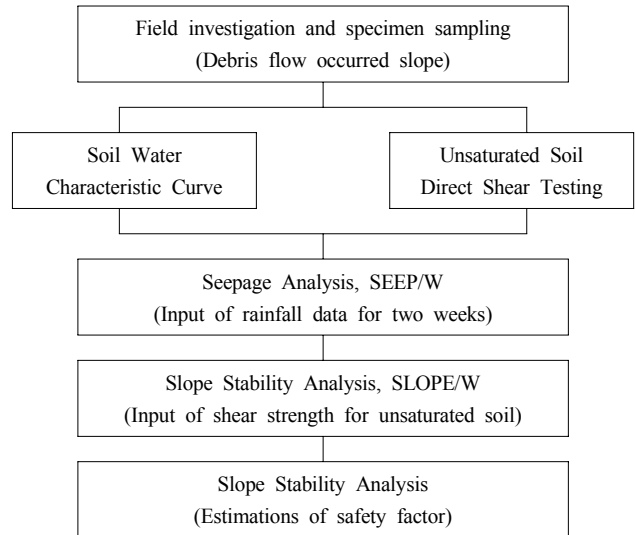 Field investigation and specimen sampling
(Debris flow occurred slope)
Soil Water
Characteristic Curve
Unsaturated Soil
Direct Shear Testing
Seepage Analysis, SEEP/W
(Input of rainfall data for two weeks)
Slope Stability Analysis, SLOPE/W
(Input of shear strength for unsaturated soil)
Slope Stability Analysis
(Estimations of safety factor)